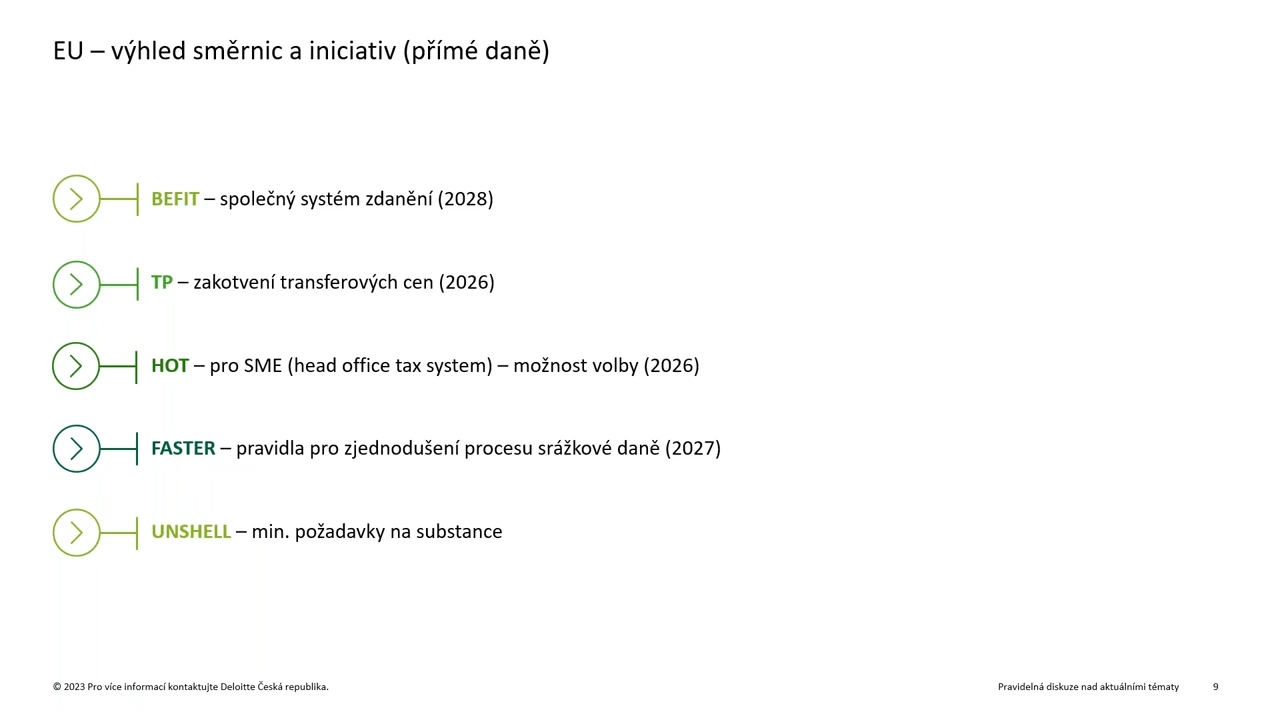 EU – výhled směrnic a iniciativ (přímé daně)
BEFIT – společný systém zdanění (2028)
TP – zakotvení transferových cen (2026)
HOT – pro SME (head office tax system) – možnost volby (2026)
FASTER – pravidla pro zjednodušení procesu srážkové daně (2027)
UNSHELL – min. požadavky na substance
© 2023 Pro více informací kontaktujte Deloitte Česká republika.
Pravidelná diskuze nad aktuálními tématy 9